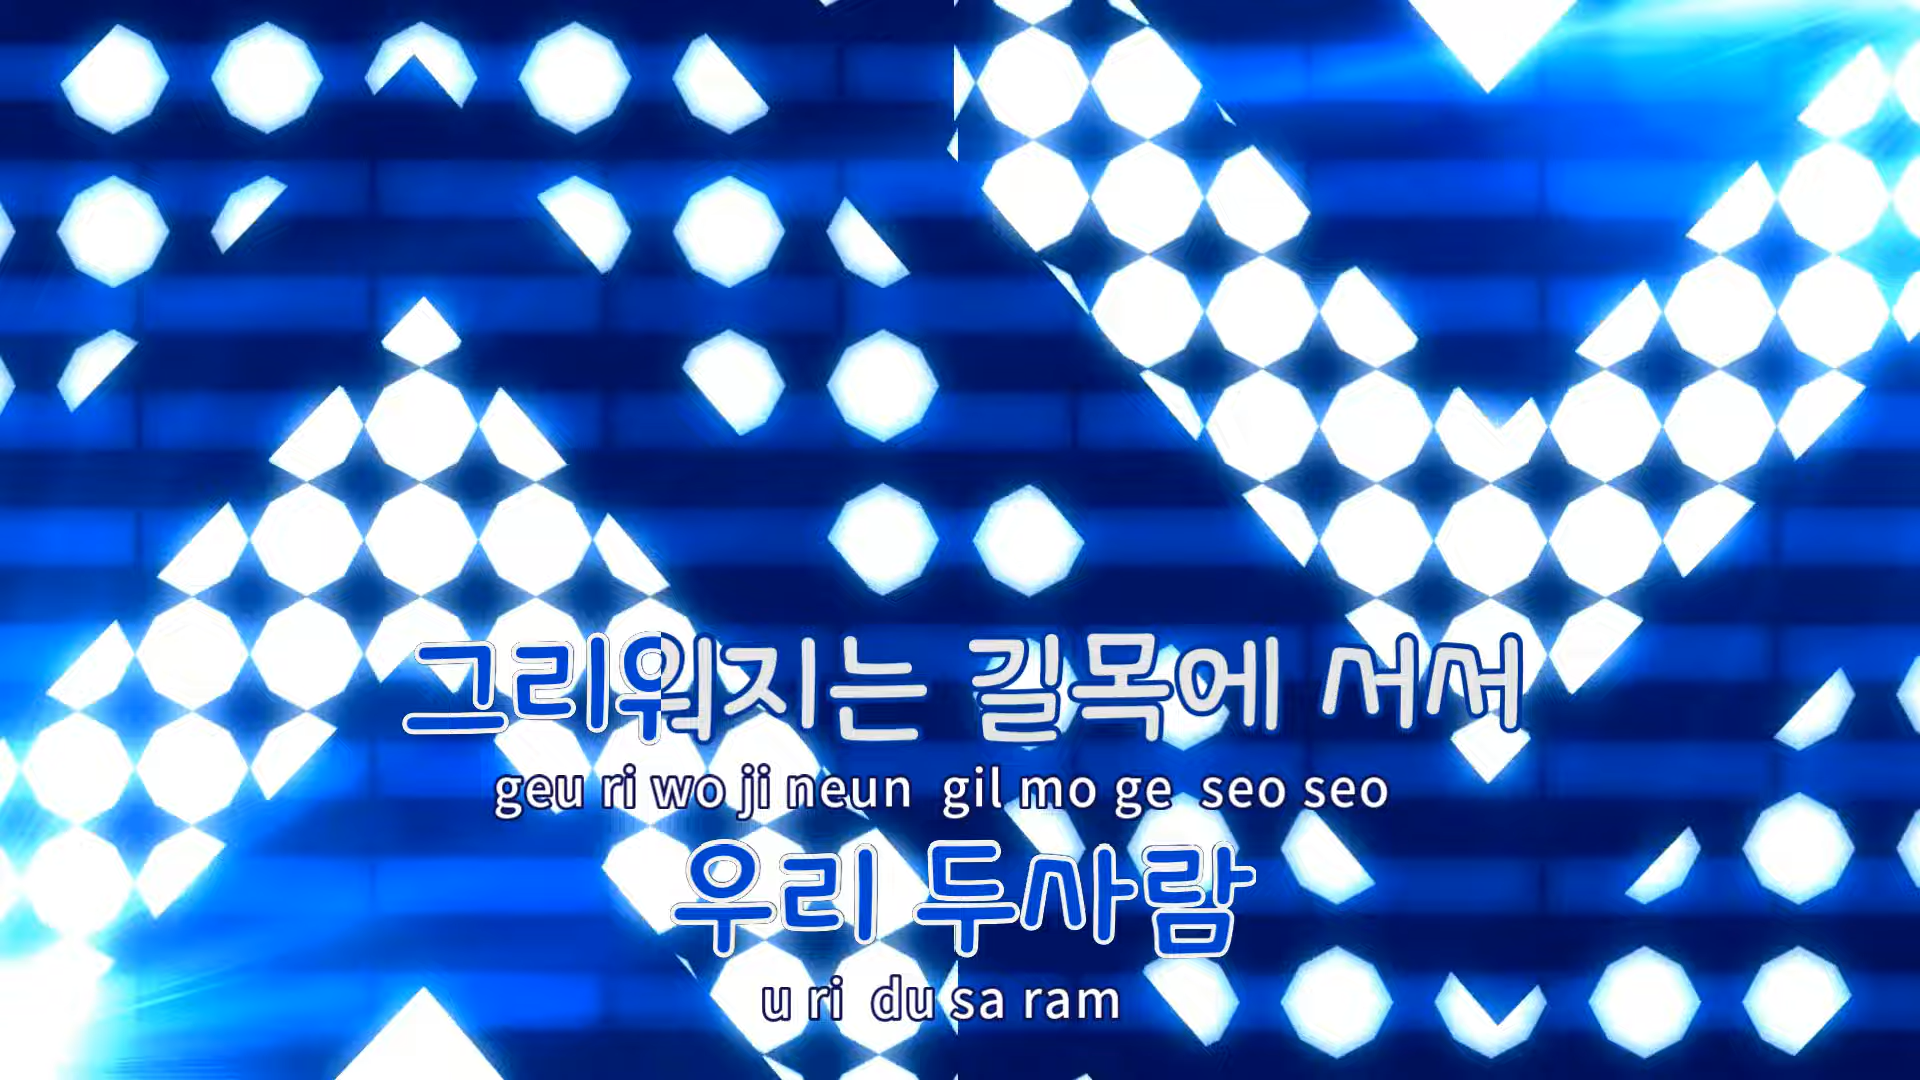 그리워지는 길목에 서서
geu ri wo ji neun gil mo ge seo seo
우리 두사람
u ri du sa ram